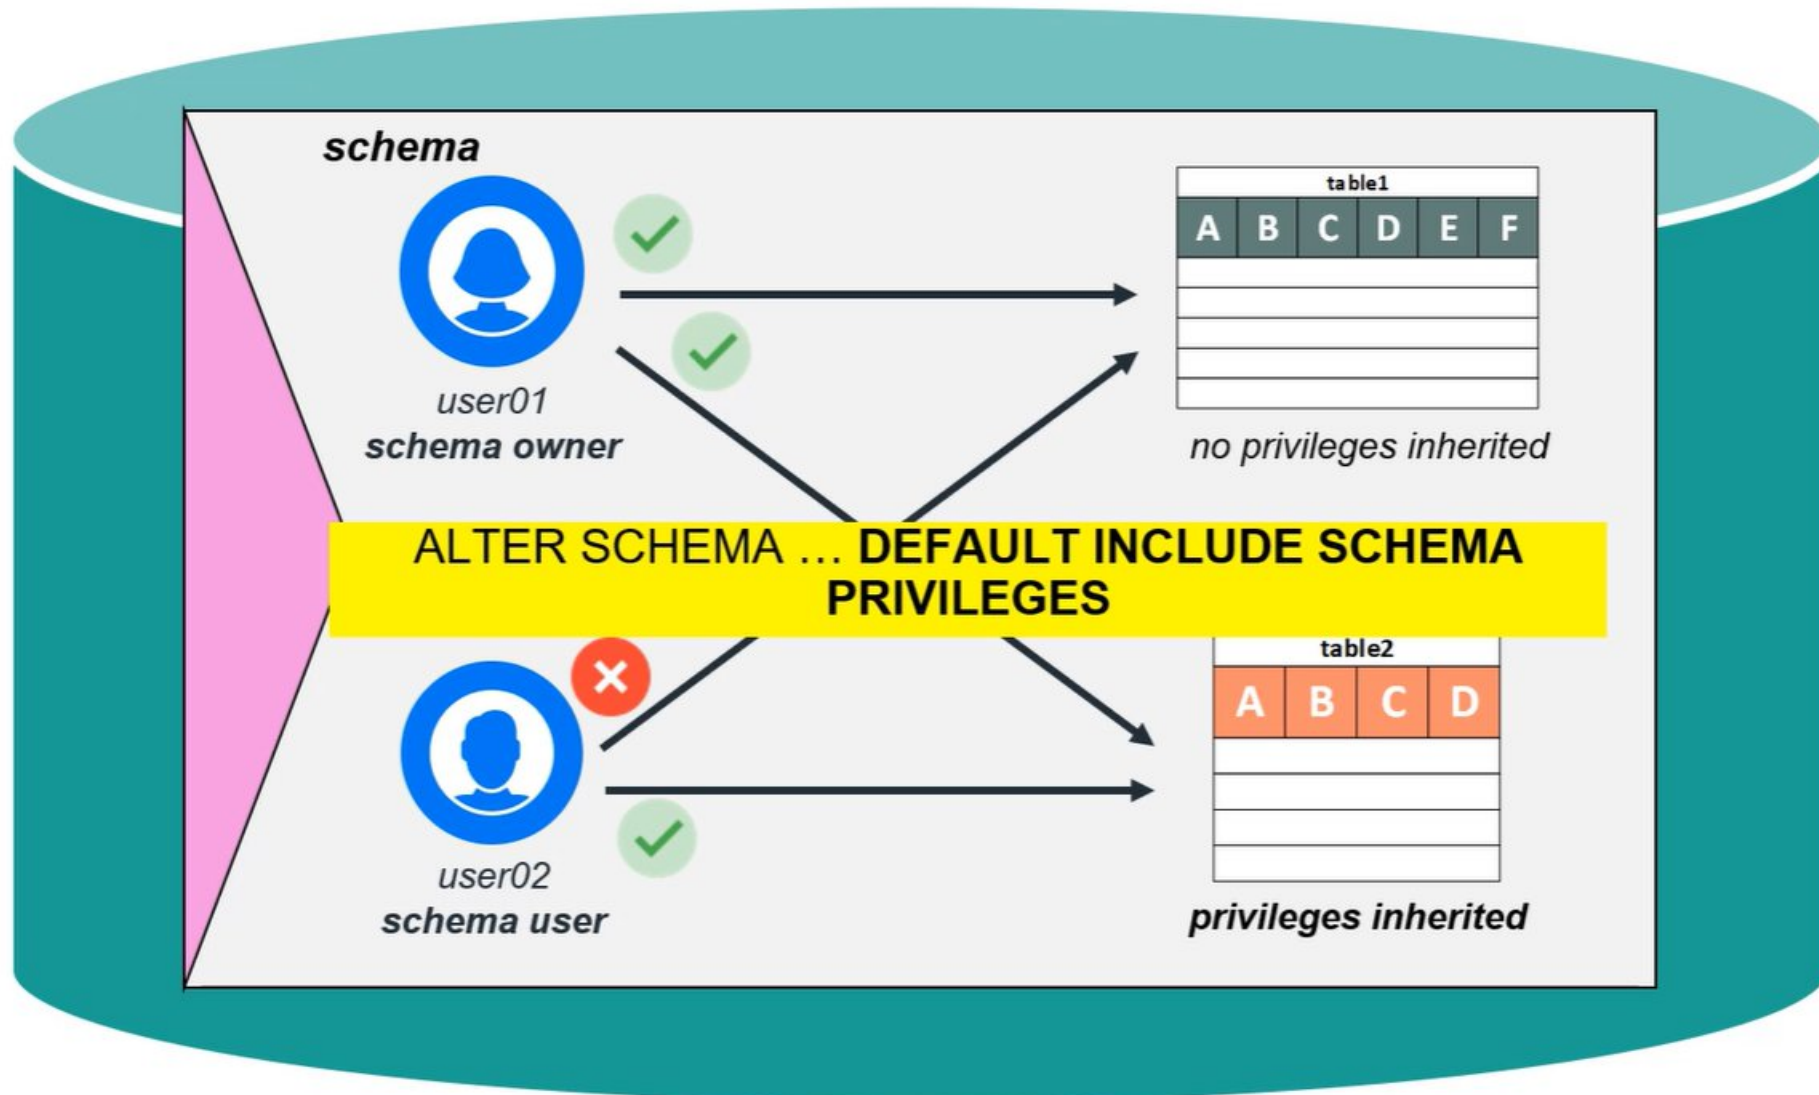 schema
table1
A B C D E F
user01
schema owner
no privileges inherited
ALTER SCHEMA … DEFAULT INCLUDE SCHEMA
PRIVILEGES
table2
A B C D
user02
schema user
privileges inherited